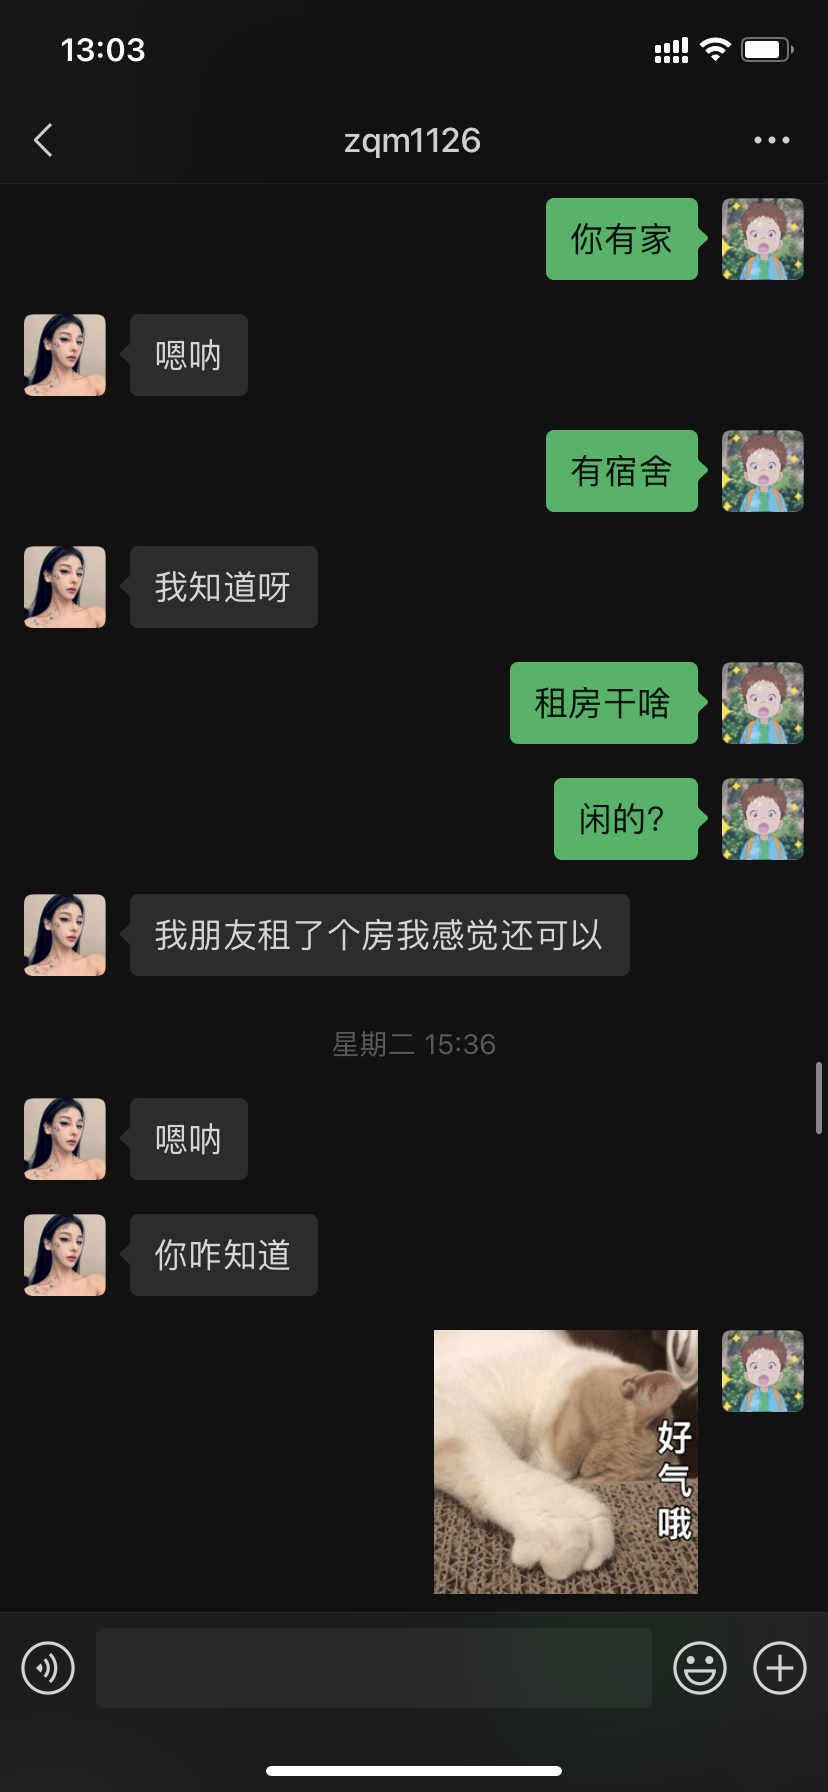 13:03
zqm1126
你有家
嗯呐
有宿舍
我知道呀
租房干啥
闲的?
我朋友租了个房我感觉还可以
星期二 15:36
嗯呐
你咋知道
好气哦